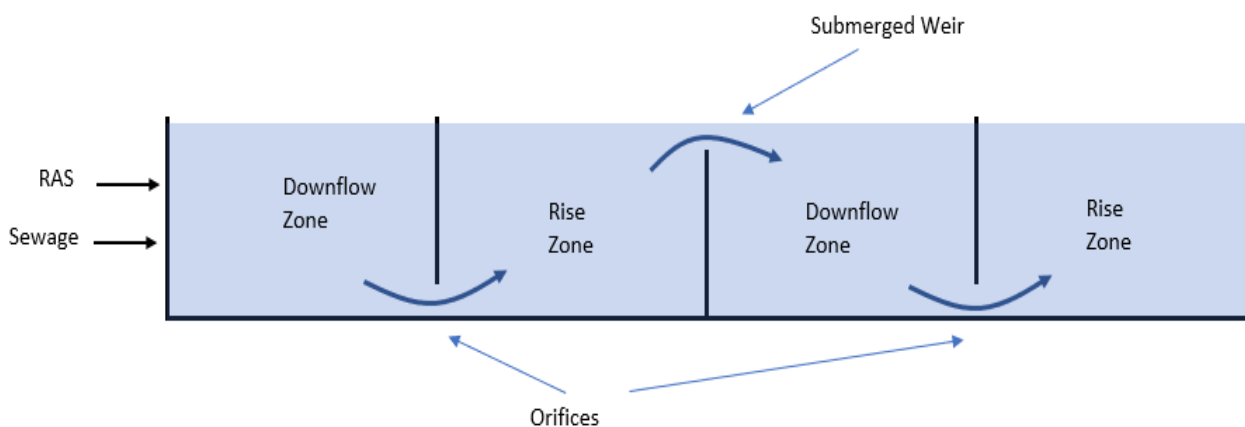 Submerged Weir
RAS
Sewage
Downflow
Zone
Rise
Zone
Downflow
Zone
Rise
Zone
Orifices